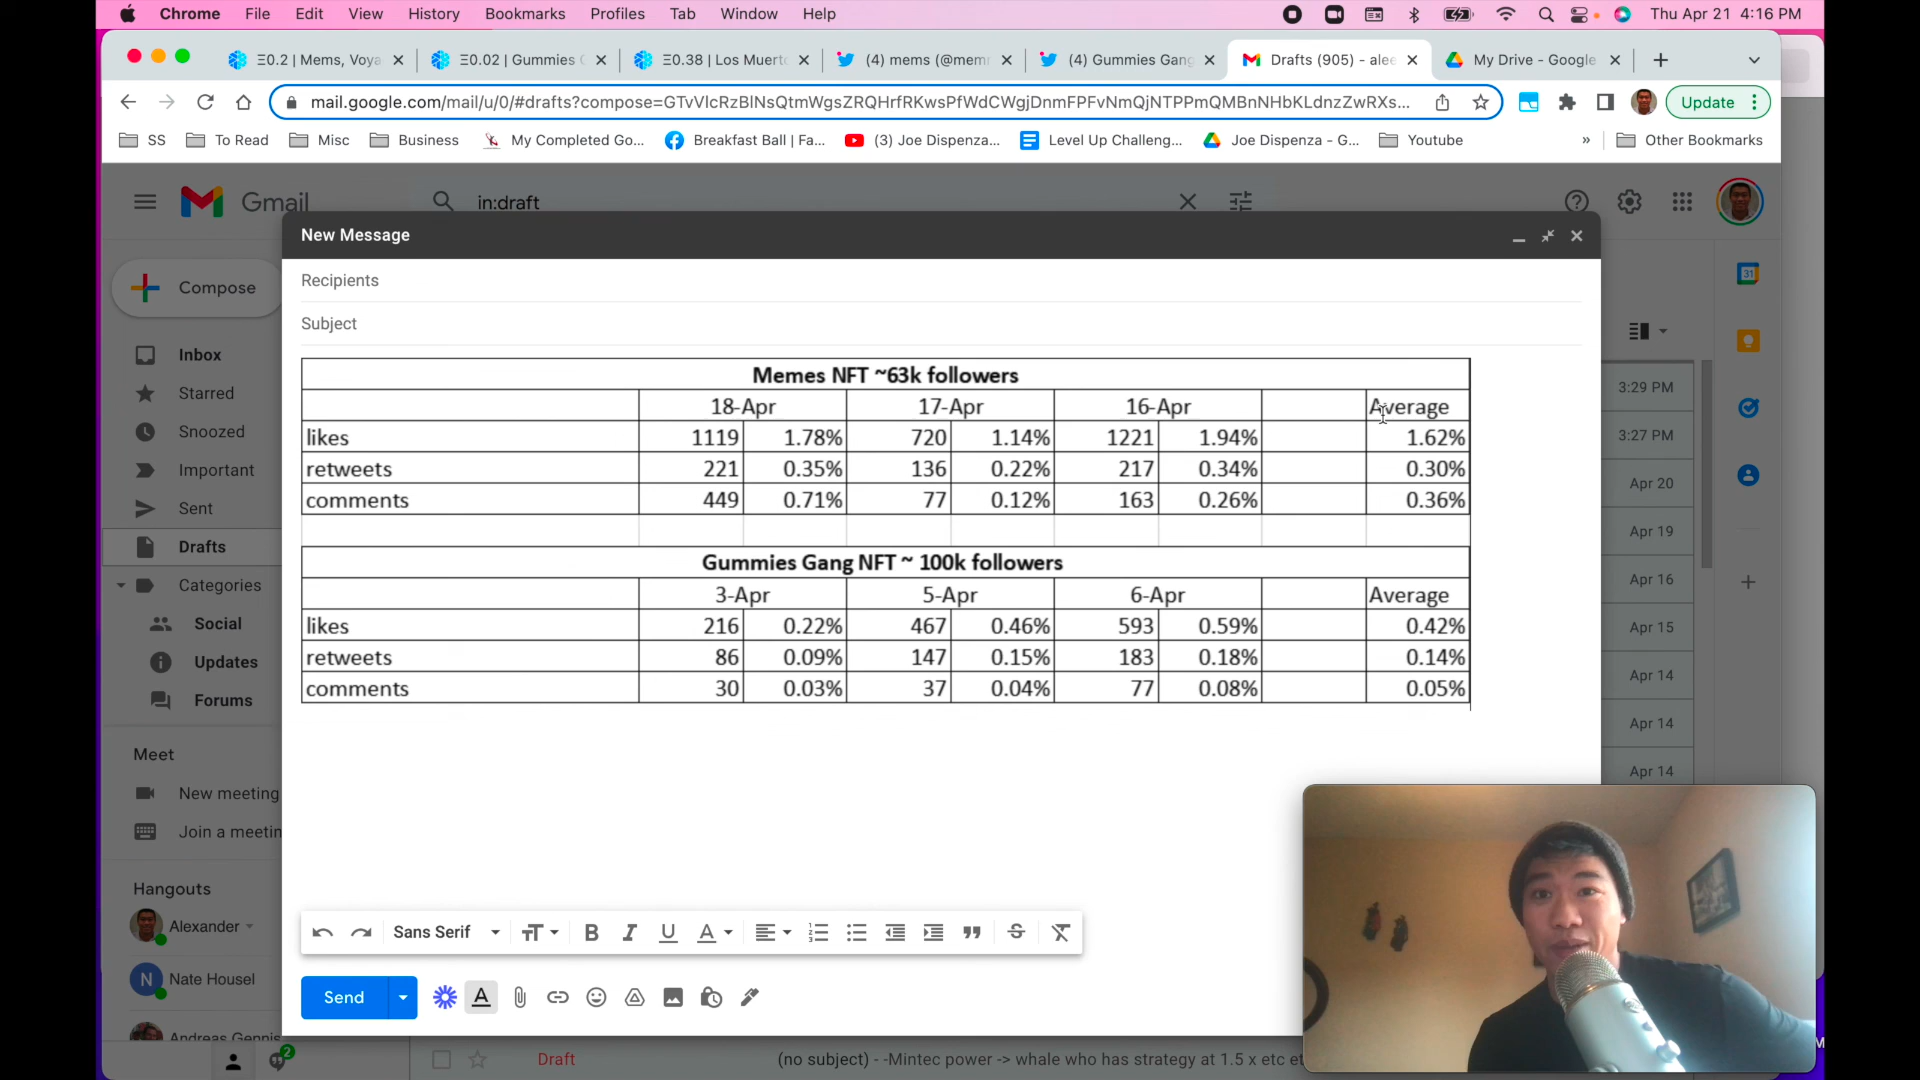 Chrome File Edit View History Bookmarks Profiles Tab Window Help Thu Apr 21 4:16 PM
Ξ0.2 | Mems, Voya Ξ0.02 | Gummies Ξ0.38 | Los Muert (4) mems (@mem (4) Gummies Gang Drafts (905) - alee My Drive - Google
mail.google.com/mail/u/0/#drafts?compose=GTvVlcRzBlNsQtmWgsZRQHrfRKwsPfWdCWgjDnmFPFvNmQjNTPPmQMBnNHbKLdnzZwRXs... Update
SS To Read Misc Business My Completed Go... Breakfast Ball | Fa... (3) Joe Dispenza... Level Up Challeng... Joe Dispenza - G... Youtube » Other Bookmarks
Gmail in:draft
New Message
Recipients
Compose
Subject
31
Inbox
Starred
Snoozed
Important
Sent
Drafts
Categories
Social
Updates
Forums
Meet
New meeting
Join a meetin
Hangouts
Alexander
N Nate Housel
Andreas Gennis
2
Memes NFT ~63k followers
18-Apr 17-Apr 16-Apr Average
likes 1119 1.78% 720 1.14% 1221 1.94% 1.62%
retweets 221 0.35% 136 0.22% 217 0.34% 0.30%
comments 449 0.71% 77 0.12% 163 0.26% 0.36%
Gummies Gang NFT ~ 100k followers
3-Apr 5-Apr 6-Apr Average
likes 216 0.22% 467 0.46% 593 0.59% 0.42%
retweets 86 0.09% 147 0.15% 183 0.18% 0.14%
comments 30 0.03% 37 0.04% 77 0.08% 0.05%
3:29 PM
3:27 PM
Apr 20
Apr 19
Apr 16
Apr 15
Apr 14
Apr 14
Apr 14
Sans Serif
Send
Draft (no subject) - -Mintec power -> whale who has strategy at 1.5 x etc et